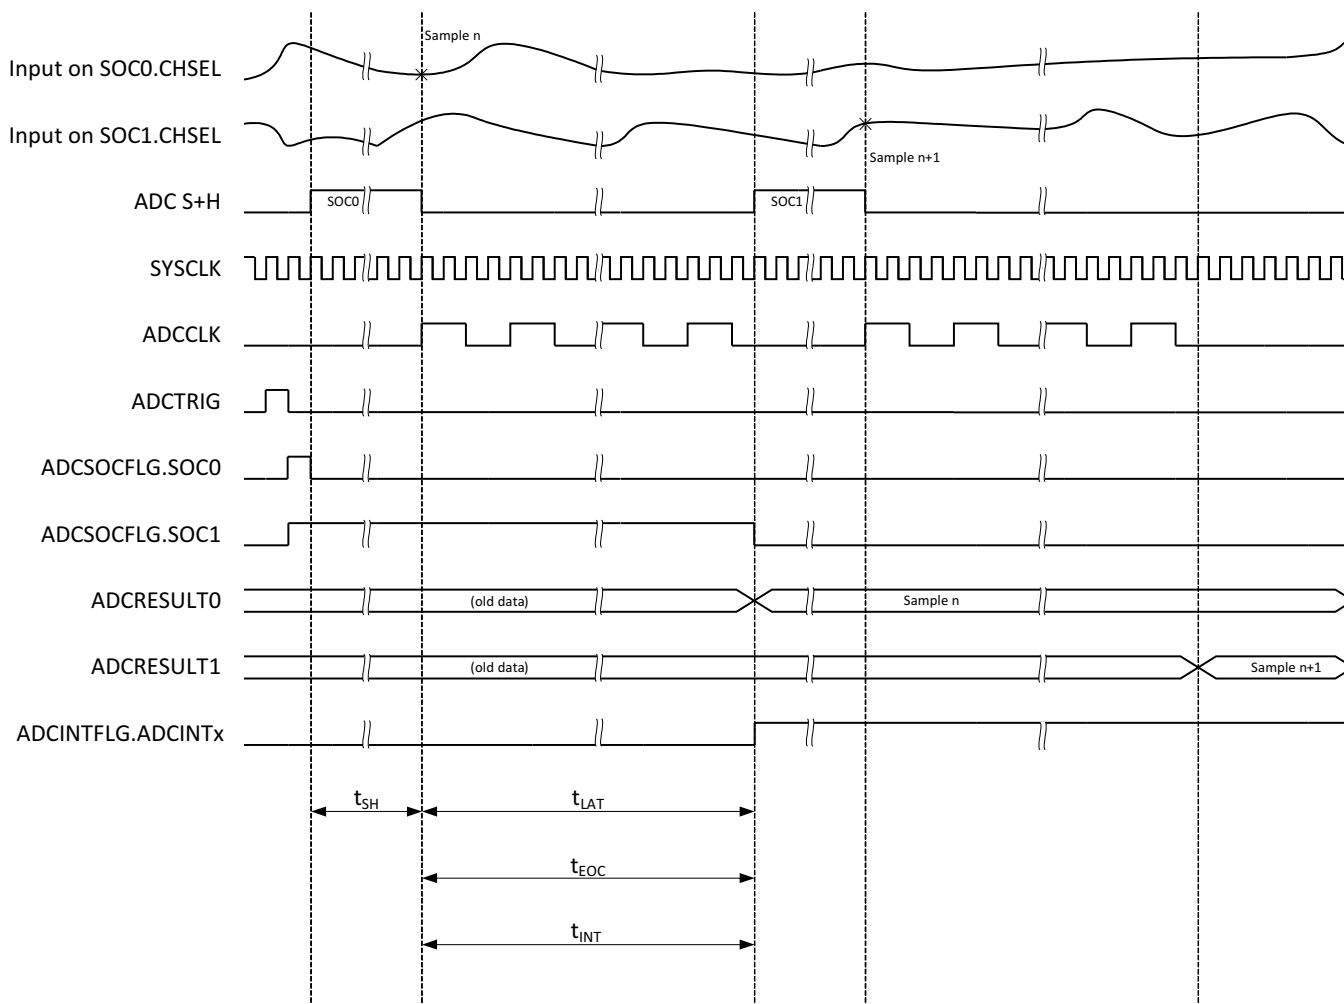 Sample n
Input on SOC0.CHSEL
Input on SOC1.CHSEL
Sample n+1
ADC S+H
SOC0
SOC1
SYSCLK
ADCCLK
ADCTRIG
ADCSOCFLG.SOC0
ADCSOCFLG.SOC1
ADCRESULT0
(old data)
Sample n
ADCRESULT1
(old data)
Sample n+1
ADCINTFLG.ADCINTx
tSH
tLAT
tEOC
tINT